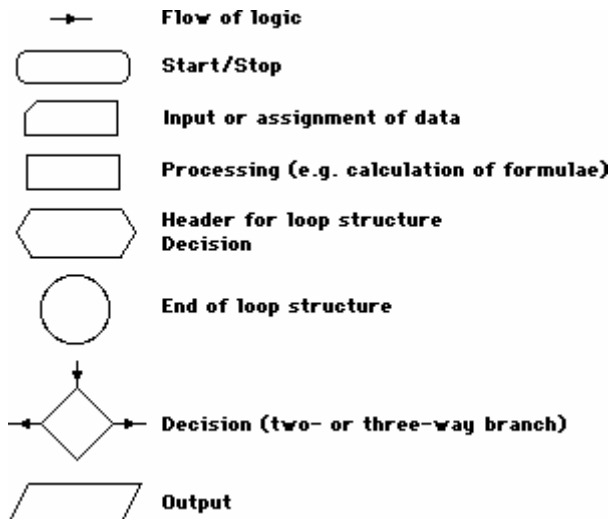 Flow of logic
Start/Stop
Input or assignment of data
Processing (e.g. calculation of formulae)
Header for loop structure
Decision
End of loop structure
Decision (two- or three-way branch)
Output